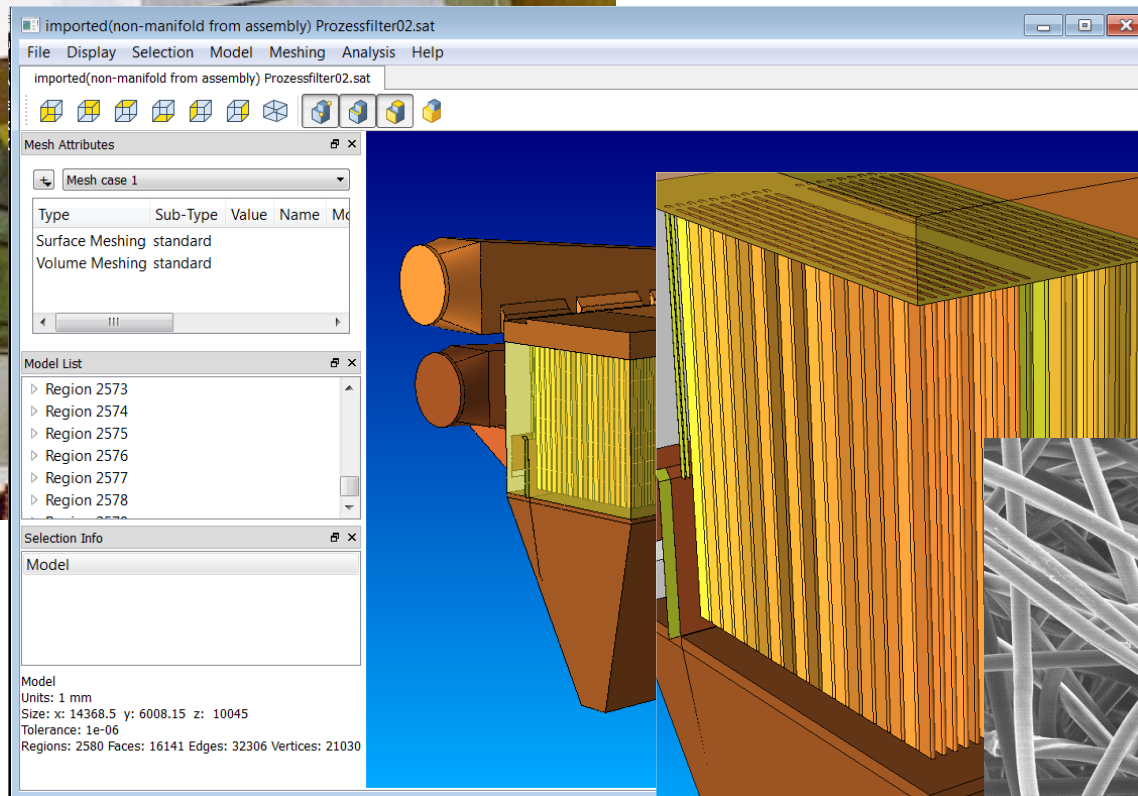 imported(non-manifold from assembly) Prozessfilter02.sat
File Display Selection Model Meshing Analysis Help
imported(non-manifold from assembly) Prozessfilter02.sat
Mesh Attributes
Mesh case 1
Type Sub-Type Value Name Mo
Surface Meshing standard
Volume Meshing standard
Model List
Region 2573
Region 2574
Region 2575
Region 2576
Region 2577
Region 2578
Selection Info
Model
Model
Units: 1 mm
Size: x: 14368.5 y: 6008.15 z: 10045
Tolerance: 1e-06
Regions: 2580 Faces: 16141 Edges: 32306 Vertices: 21030